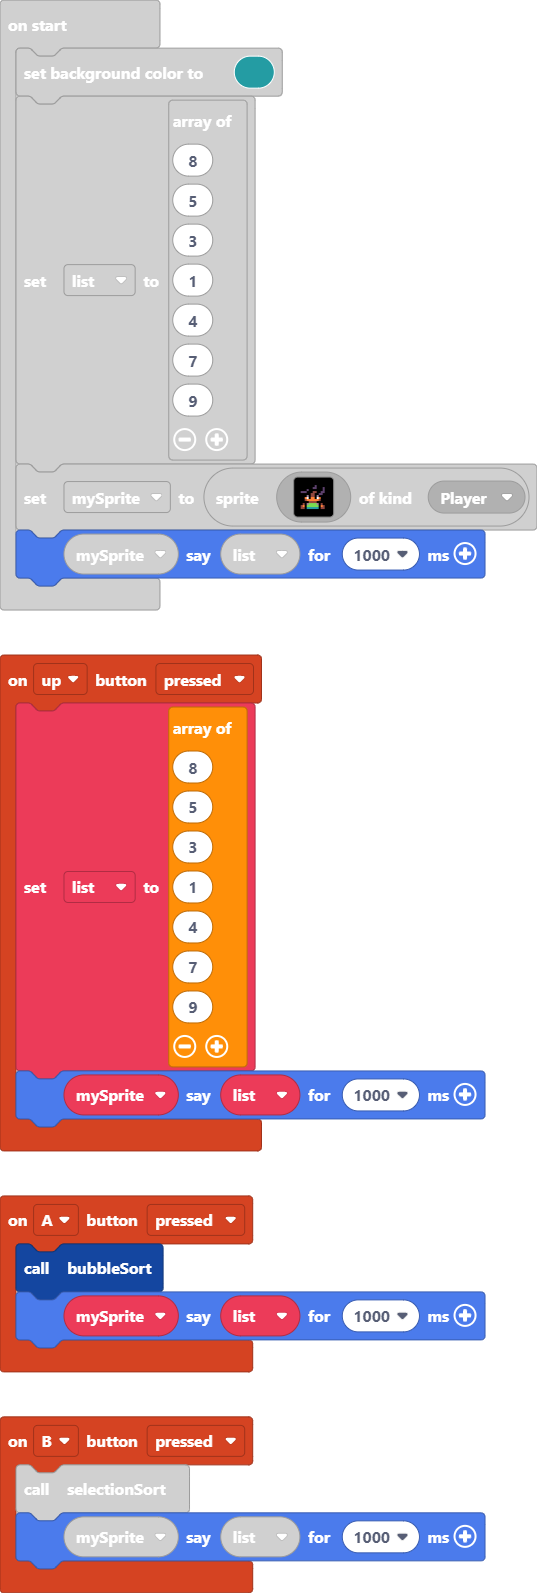 on start
set background color to
array of
8
5
3
1
set list to
4
7
9
set mySprite to sprite of kind Player
mySprite say list for 1000 ms
on up button pressed
array of
8
5
3
set list to 1
4
7
9
mySprite say list for 1000 ms
on A button pressed
call bubbleSort
mySprite say list for 1000 ms
on B button pressed
call selectionSort
mySprite say list for 1000 ms